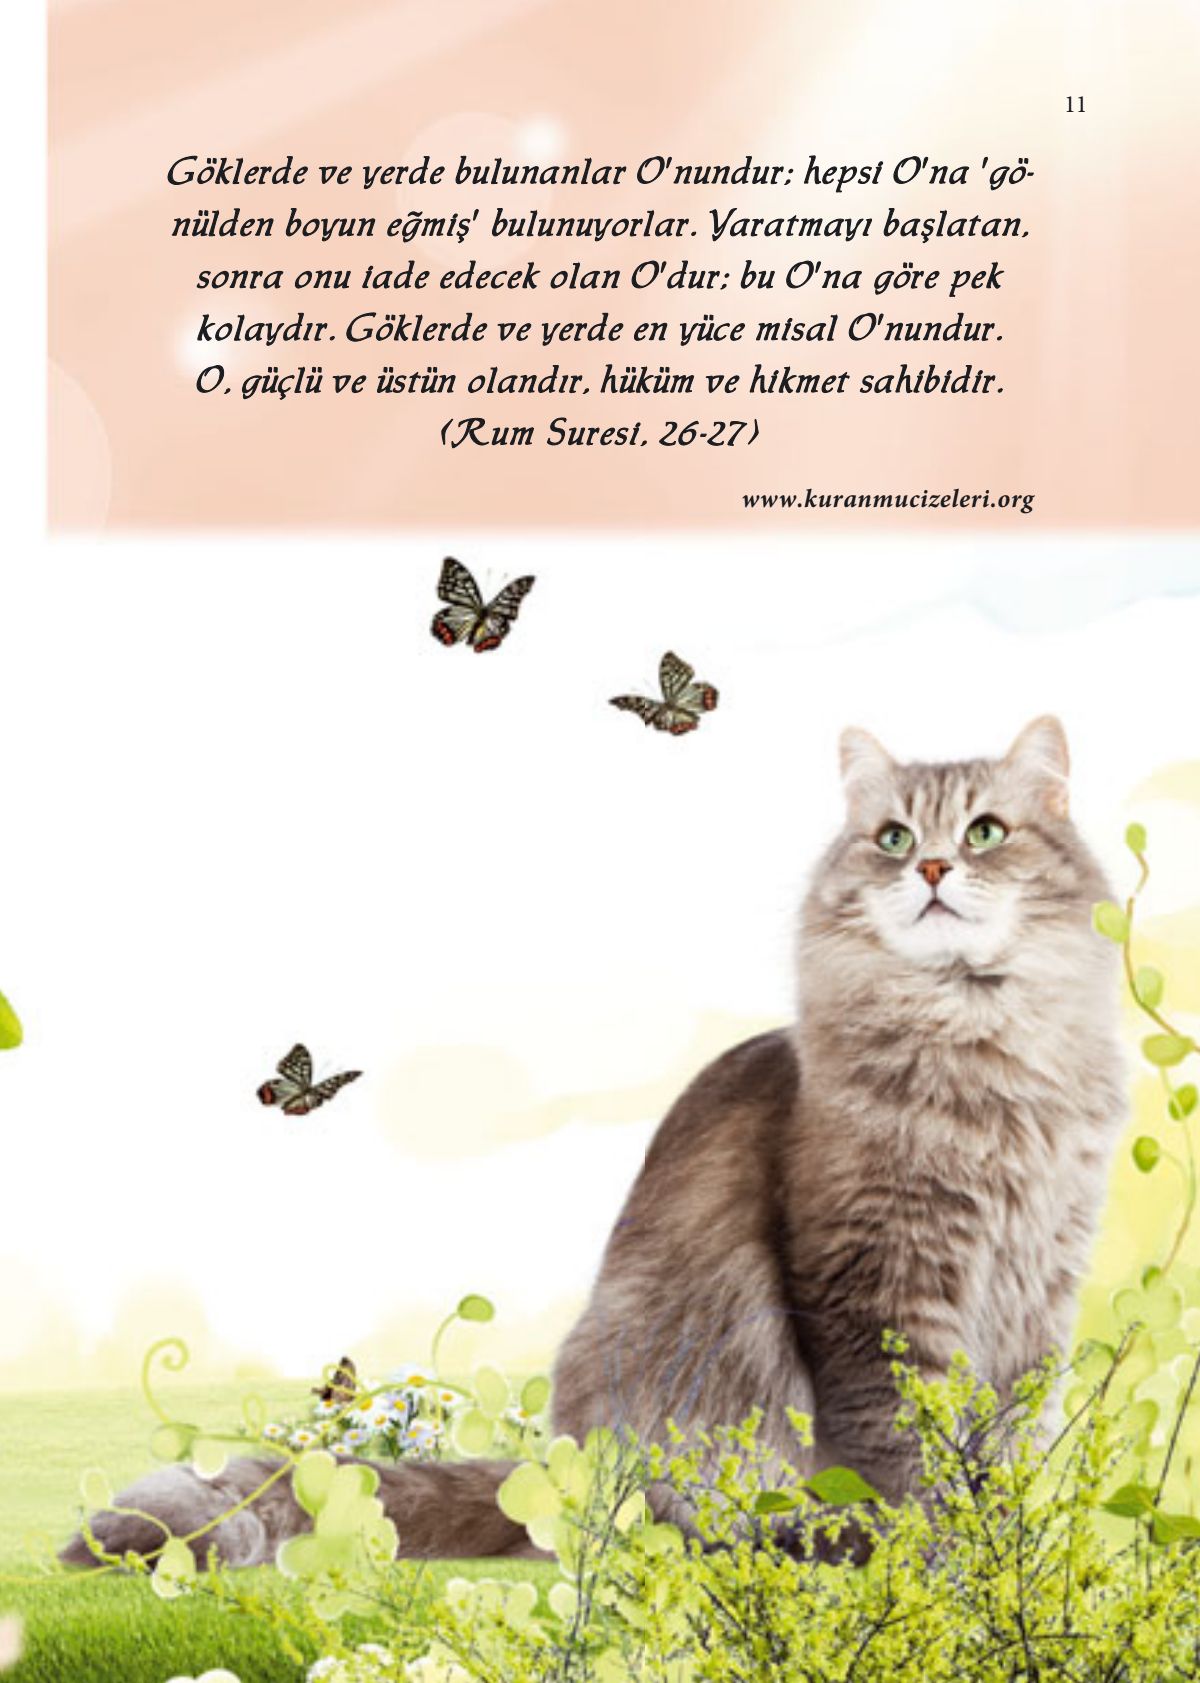 11
Göklerde ve yerde bulunanlar O'nundur; hepsi O'na 'gö-
nülden boyun eğmiş' bulunuyorlar. Yaratmayı başlatan,
sonra onu iade edecek olan O'dur; bu O'na göre pek
kolaydır. Göklerde ve yerde en yüce misal O'nundur.
O, güçlü ve üstün olandır, hüküm ve hikmet sahibidir.
(Rum Suresi, 26-27)
www.kuranmucizeleri.org